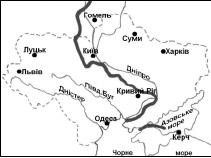 Гомель
Суми
Луцьк
Київ
Харків
Львів
Дніпро
Дністер
Півд.Буг
Кривий Ріг
Одеса
Азовське
море
Керч
Чорне море